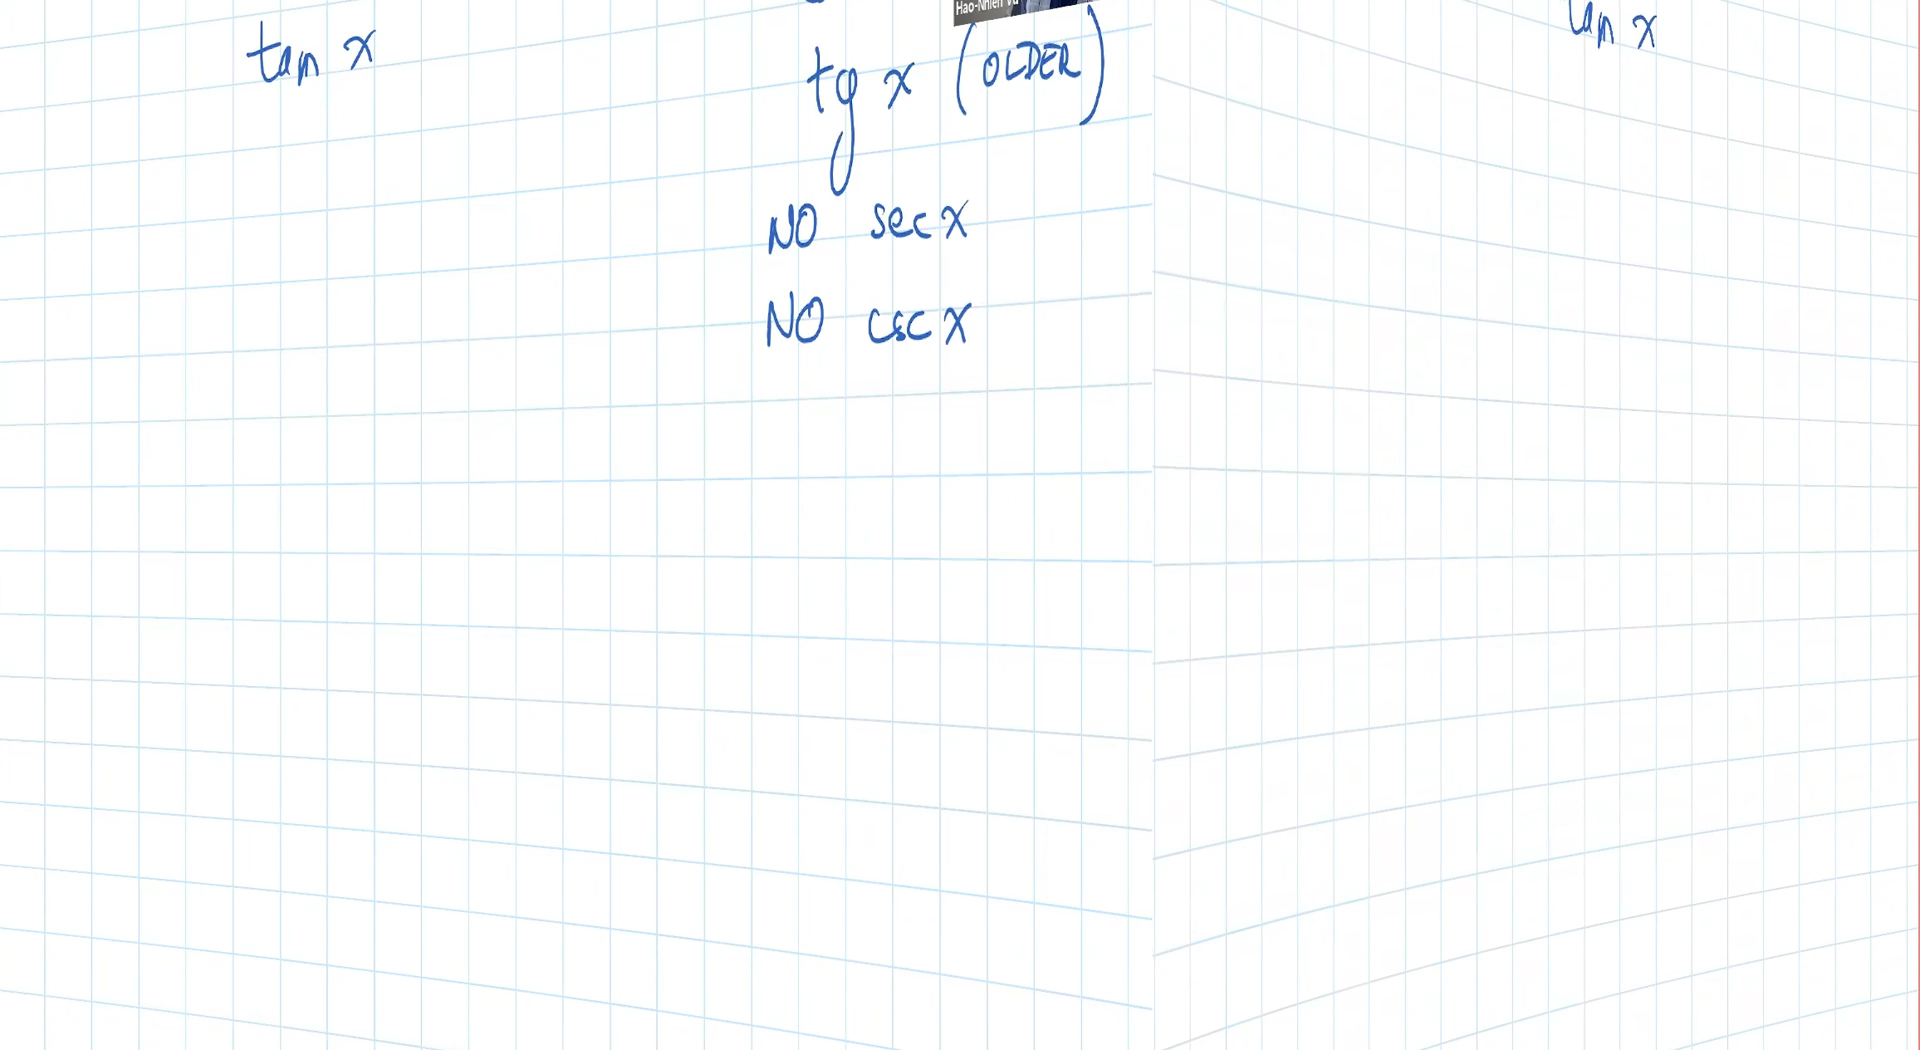 Hao-Nhien Vu
tan x
tg x (OLDER)
tan x
NO sec x
NO csc x